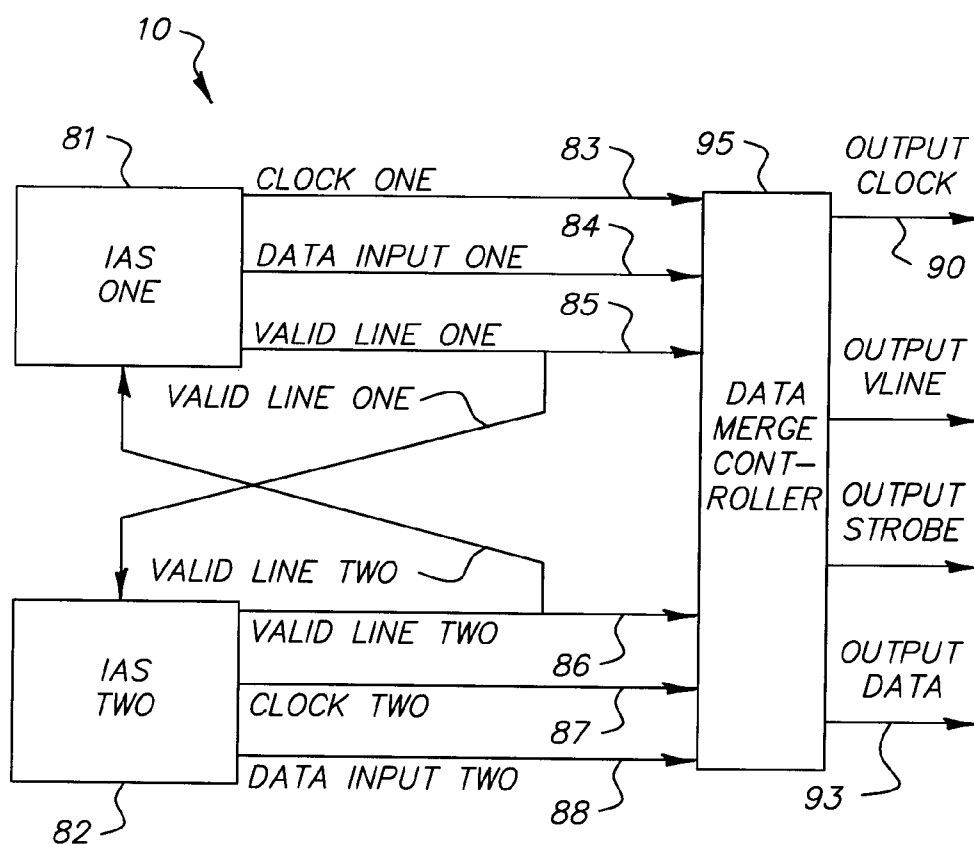 10
81
IAS
ONE
CLOCK ONE
83
DATA INPUT ONE
84
VALID LINE ONE
85
VALID LINE ONE
VALID LINE TWO
IAS
TWO
82
VALID LINE TWO
86
CLOCK TWO
87
DATA INPUT TWO
88
95
DATA
MERGE
CONT-
ROLLER
OUTPUT
CLOCK
90
OUTPUT
VLINE
OUTPUT
STROBE
OUTPUT
DATA
93